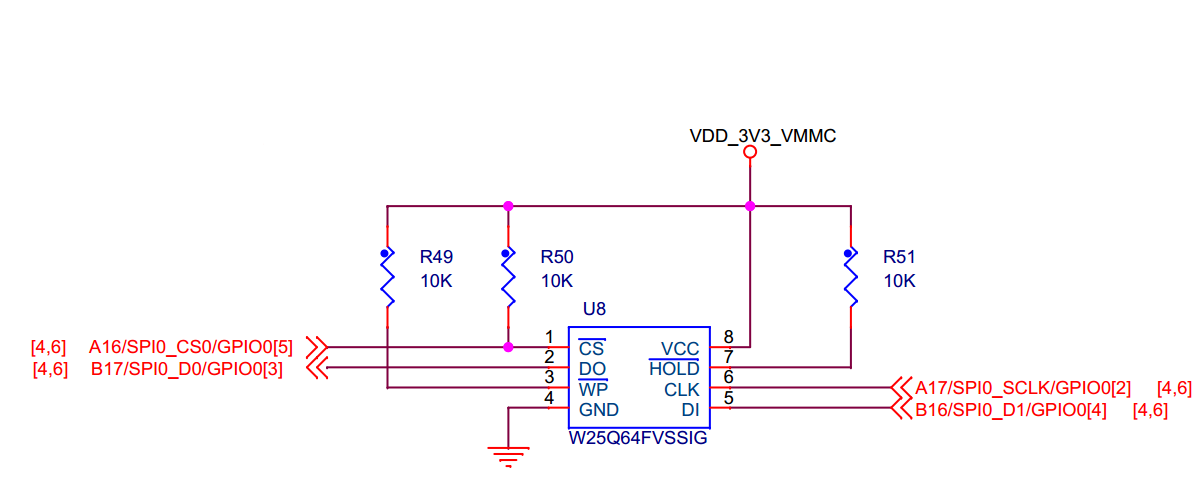 VDD_3V3_VMMC
R49
10K
R50
10K
R51
10K
U8
[4,6] A16/SPI0_CS0/GPIO0[5]
[4,6] B17/SPI0_D0/GPIO0[3]
1 CS VCC 8
2 DO HOLD 7
3 WP CLK 6
4 GND DI 5
A17/SPI0_SCLK/GPIO0[2] [4,6]
B16/SPI0_D1/GPIO0[4] [4,6]
W25Q64FVSSIG